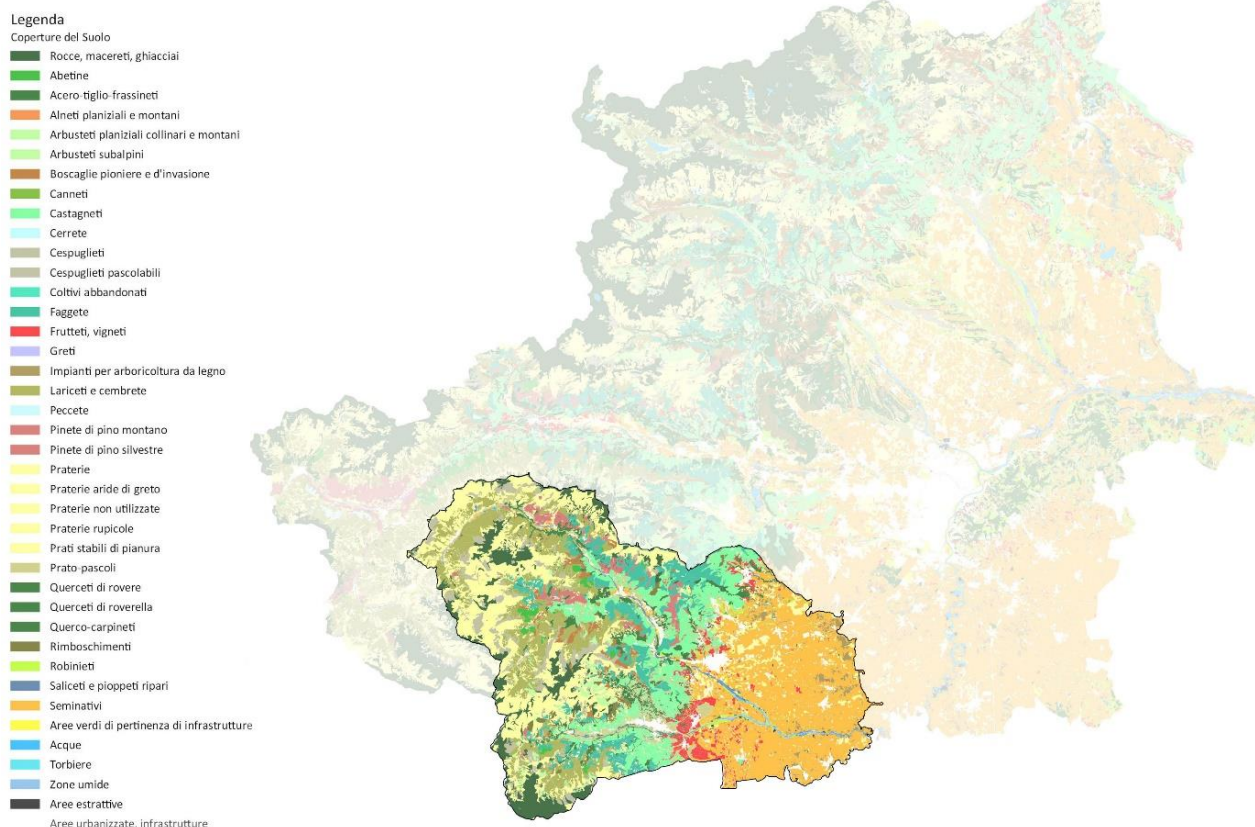 Legenda
Coperture del Suolo
Rocce, macereti, ghiacciai
Abetine
Acero-tiglio-frassineti
Alneti planiziali e montani
Arbusteti planiziali collinari e montani
Arbusteti subalpini
Boscaglie pioniere e d'invasione
Canneti
Castagneti
Cerrete
Cespuglieti
Cespuglieti pascolabili
Coltivi abbandonati
Faggete
Frutteti, vigneti
Greti
Impianti per arboricoltura da legno
Lariceti e cembrete
Peccete
Pinete di pino montano
Pinete di pino silvestre
Praterie
Praterie aride di greto
Praterie non utilizzate
Praterie rupicole
Prati stabili di pianura
Prato-pascoli
Querceti di rovere
Querceti di roverella
Querco-carpineti
Rimboschimenti
Robinieti
Saliceti e pioppeti ripari
Seminativi
Aree verdi di pertinenza di infrastrutture
Acque
Torbiere
Zone umide
Aree estrattive
Aree urbanizzate, infrastrutture